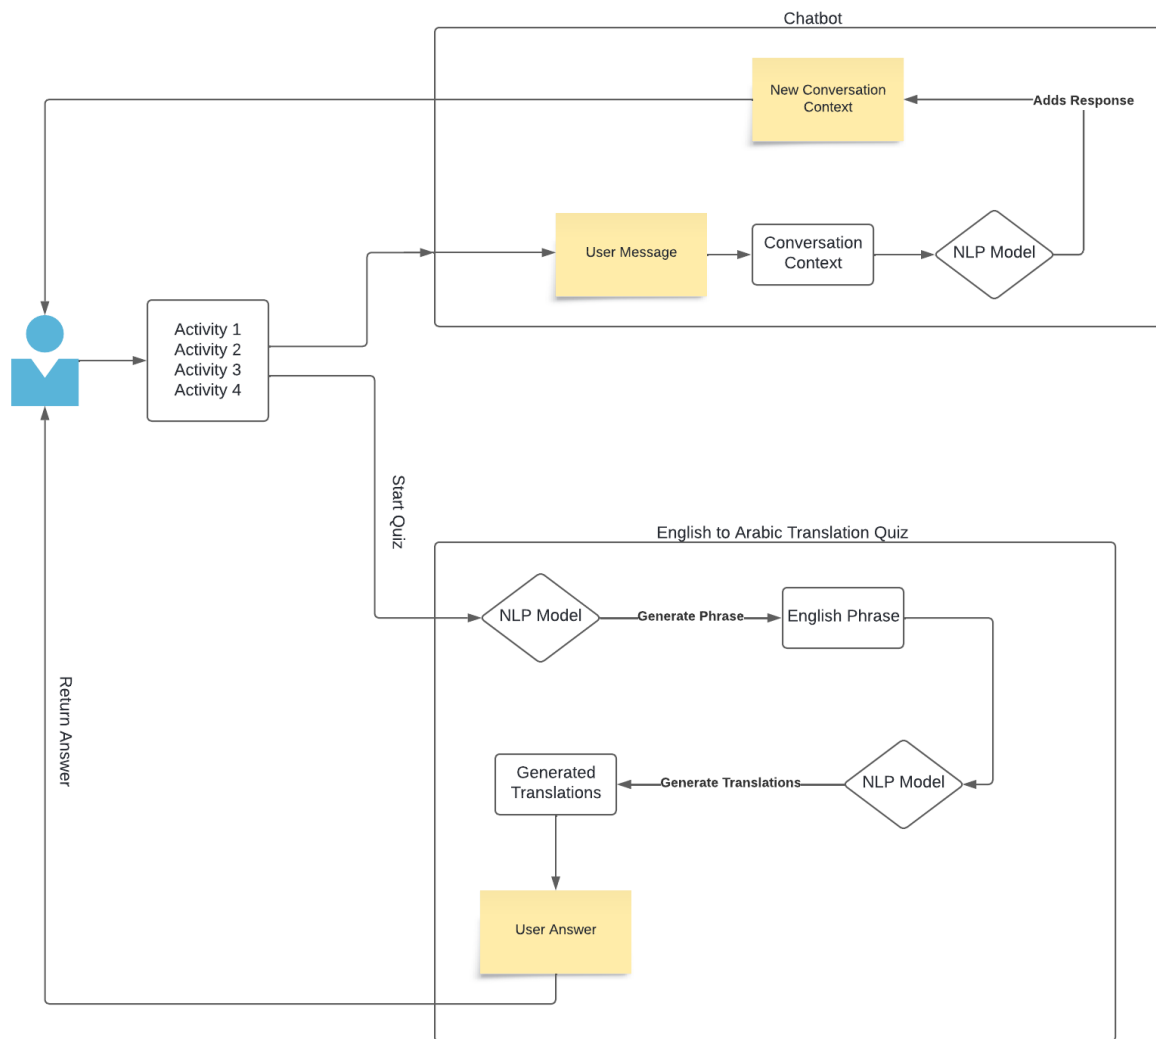 Chatbot
New Conversation
Context
Adds Response
User Message
Conversation
Context
NLP Model
Activity 1
Activity 2
Activity 3
Activity 4
Start Quiz
English to Arabic Translation Quiz
NLP Model
Generate Phrase
English Phrase
Return Answer
Generated
Translations
Generate Translations
NLP Model
User Answer